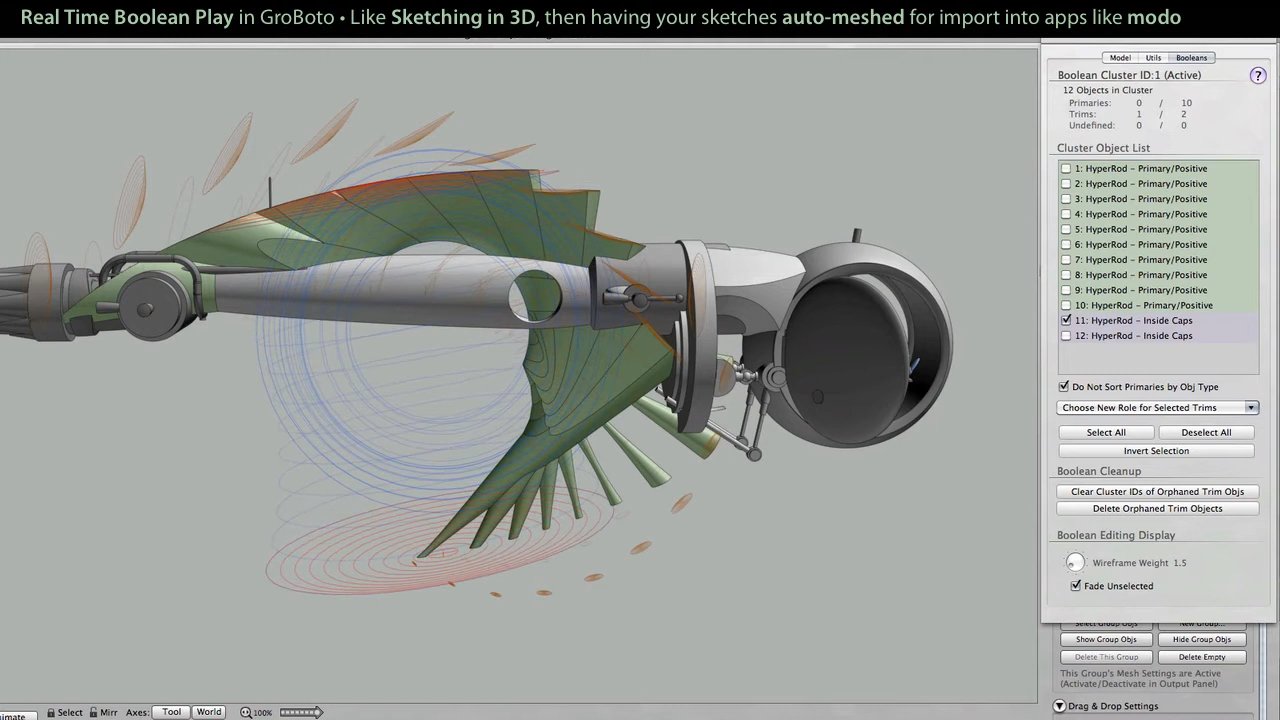 Real Time Boolean Play in GroBoto • Like Sketching in 3D, then having your sketches auto-meshed for import into apps like modo
Model Utils Booleans
Boolean Cluster ID:1 (Active) ?
12 Objects in Cluster
Primaries: 0 / 10
Trims: 1 / 2
Undefined: 0 / 0
Cluster Object List
1: HyperRod – Primary/Positive
2: HyperRod – Primary/Positive
3: HyperRod – Primary/Positive
4: HyperRod – Primary/Positive
5: HyperRod – Primary/Positive
6: HyperRod – Primary/Positive
7: HyperRod – Primary/Positive
8: HyperRod – Primary/Positive
9: HyperRod – Primary/Positive
10: HyperRod – Primary/Positive
11: HyperRod – Inside Caps
12: HyperRod – Inside Caps
Do Not Sort Primaries by Obj Type
Choose New Role for Selected Trims
Select All Deselect All
Invert Selection
Boolean Cleanup
Clear Cluster IDs of Orphaned Trim Objs
Delete Orphaned Trim Objects
Boolean Editing Display
Wireframe Weight 1.5
Fade Unselected
Select Group Objs New Group...
Show Group Objs Hide Group Objs
Delete This Group Delete Empty
This Group's Mesh Settings are Active
(Activate/Deactivate in Output Panel)
Drag & Drop Settings
Select Mirr Axes: Tool World 100%